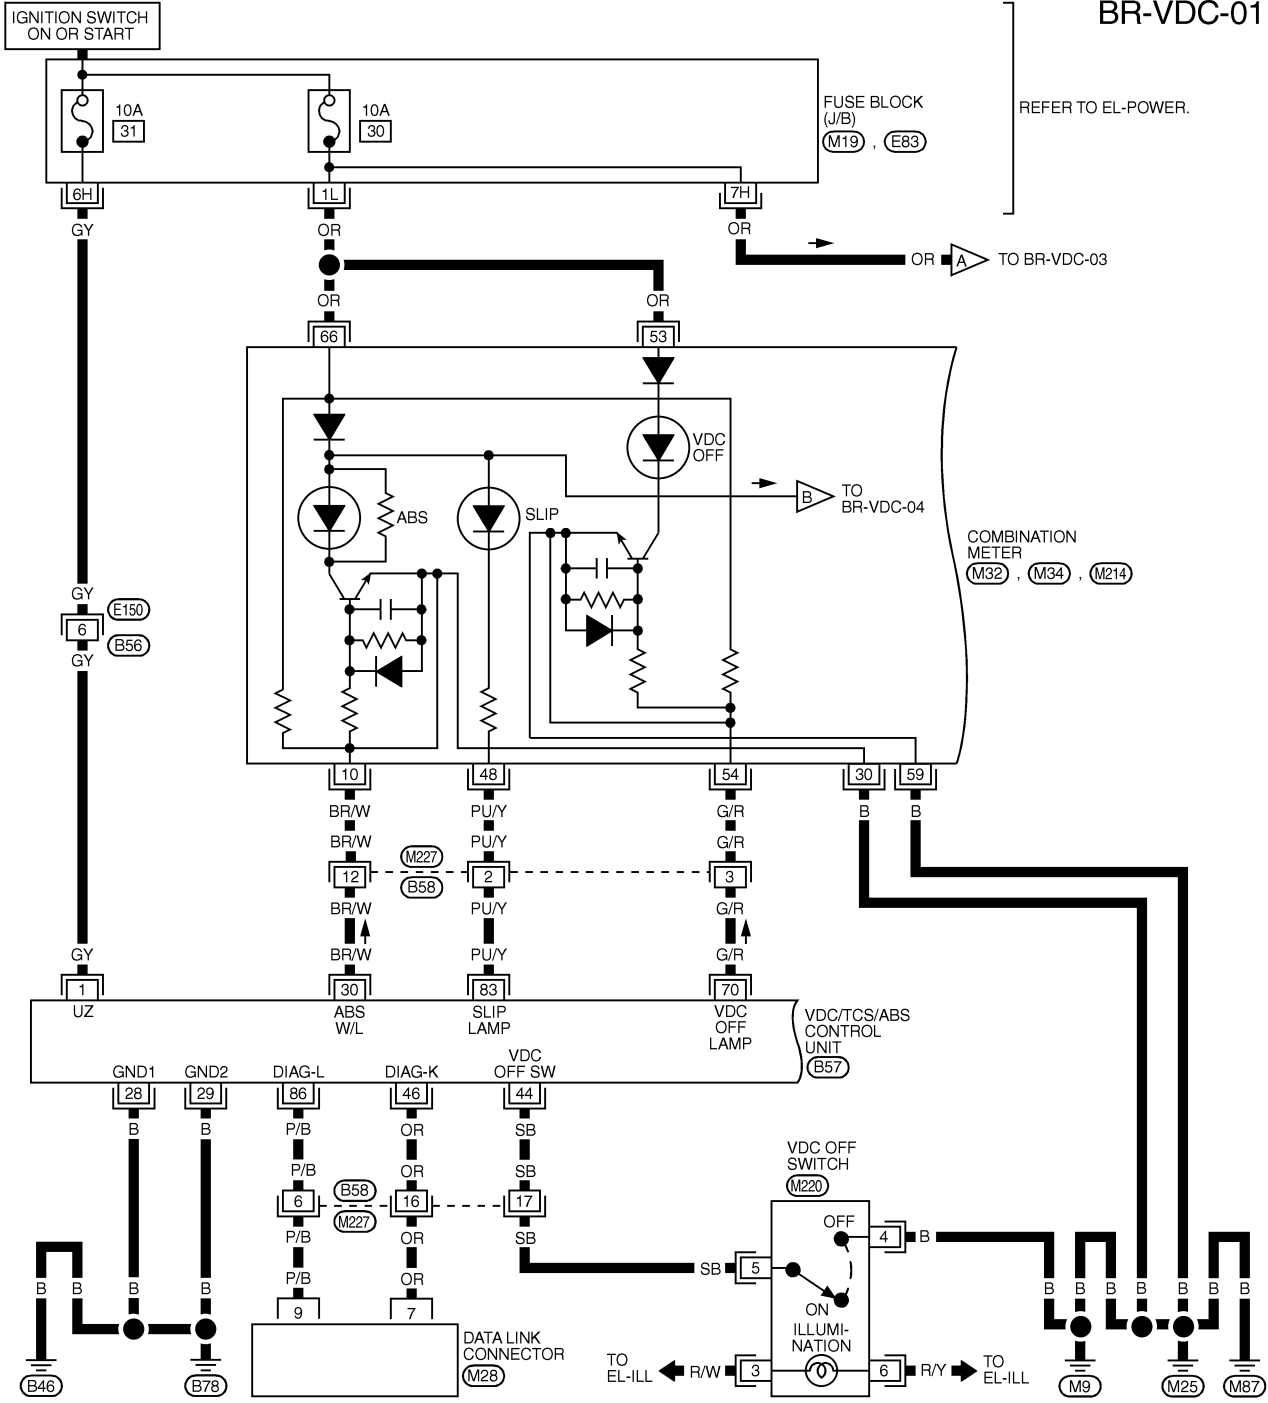 BR-VDC-01
IGNITION SWITCH
ON OR START
10A
31
10A
30
FUSE BLOCK
(J/B)
M19 , E83
REFER TO EL-POWER.
6H
1L
7H
GY
OR
OR
OR
A
TO BR-VDC-03
OR
OR
66
53
VDC
OFF
B
TO
BR-VDC-04
ABS
SLIP
COMBINATION
METER
M32 , M34 , M214
GY
6
E150
B56
GY
10
48
54
30
59
BR/W
PU/Y
G/R
B
B
BR/W
PU/Y
G/R
12
M227
B58
2
3
BR/W
PU/Y
G/R
GY
BR/W
PU/Y
G/R
1
30
83
70
UZ
ABS
W/L
SLIP
LAMP
VDC
OFF
LAMP
VDC/TCS/ABS
CONTROL
UNIT
B57
GND1
GND2
DIAG-L
DIAG-K
VDC
OFF SW
28
29
86
46
44
B
B
P/B
OR
SB
P/B
OR
SB
6
B58
M227
16
17
P/B
OR
SB
VDC OFF
SWITCH
M220
OFF
4
B
SB
5
ON
B
B
B
B
P/B
OR
B
B
B
B
B
B
9
7
ILLUMI-
NATION
DATA LINK
CONNECTOR
M28
TO
EL-ILL
R/W
3
6
R/Y
TO
EL-ILL
B46
B78
M9
M25
M87